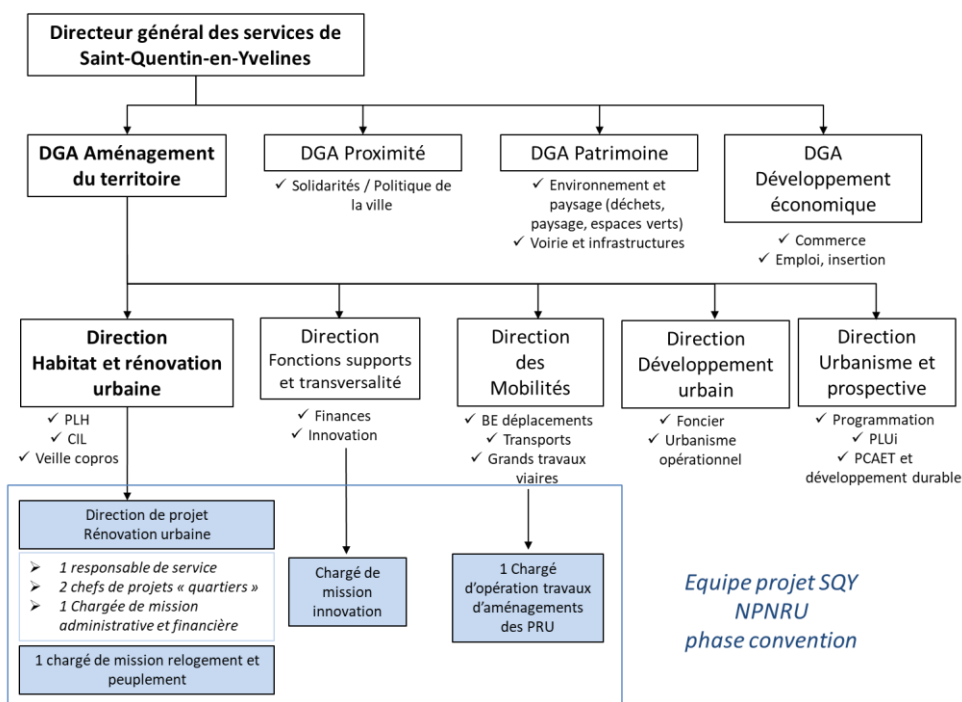 Directeur général des services de
Saint-Quentin-en-Yvelines
DGA Aménagement
du territoire
DGA Proximité
✓ Solidarités / Politique de
la ville
DGA Patrimoine
✓ Environnement et
paysage (déchets,
paysage, espaces verts)
✓ Voirie et infrastructures
DGA
Développement
économique
✓ Commerce
✓ Emploi, insertion
Direction
Habitat et rénovation
urbaine
✓ PLH
✓ CIL
✓ Veille copros
Direction
Fonctions supports
et transversalité
✓ Finances
✓ Innovation
Direction
des
Mobilités
✓ BE déplacements
✓ Transports
✓ Grands travaux
viaires
Direction
Développement
urbain
✓ Foncier
✓ Urbanisme
opérationnel
Direction
Urbanisme et
prospective
✓ Programmation
✓ PLUi
✓ PCAET et
développement durable
Direction de projet
Rénovation urbaine
➢ 1 responsable de service
➢ 2 chefs de projets « quartiers »
➢ 1 Chargée de mission
administrative et financière
1 chargé de mission relogement et
peuplement
Chargé de
mission
innovation
1 Chargé
d'opération travaux
d'aménagements
des PRU
Equipe projet SQY
NPNRU
phase convention